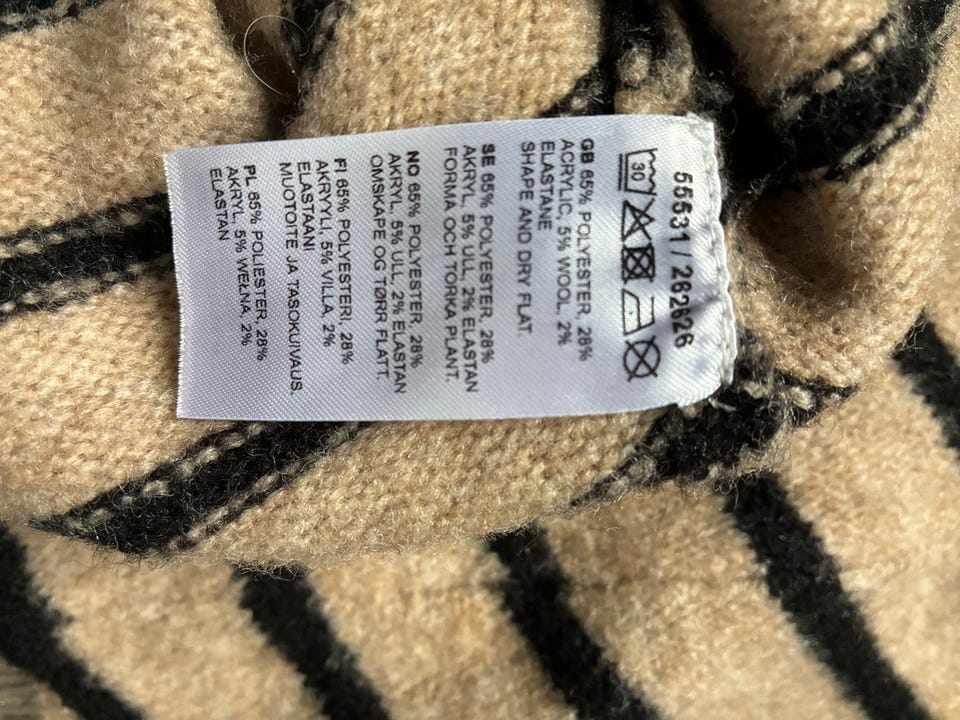 55531/262626
30
GB 65% POLYESTER, 28%
ACRYLIC, 5% WOOL, 2%
ELASTANE
SHAPE AND DRY FLAT.
SE 65% POLYESTER, 28%
AKRYL, 5% ULL, 2% ELASTAN
FORMA OCH TORKA PLANT.
NO 65% POLYESTER, 28%
AKRYL, 5% ULL, 2% ELASTAN
OMSKAPE OG TØRR FLATT.
FI 65% POLYESTERI, 28%
AKRYYLI, 5% VILLA, 2%
ELASTAANI
MUOTOITE JA TASOKUIVAUS.
PL 65% POLIESTER, 28%
AKRYL, 5% WEŁNA, 2%
ELASTAN